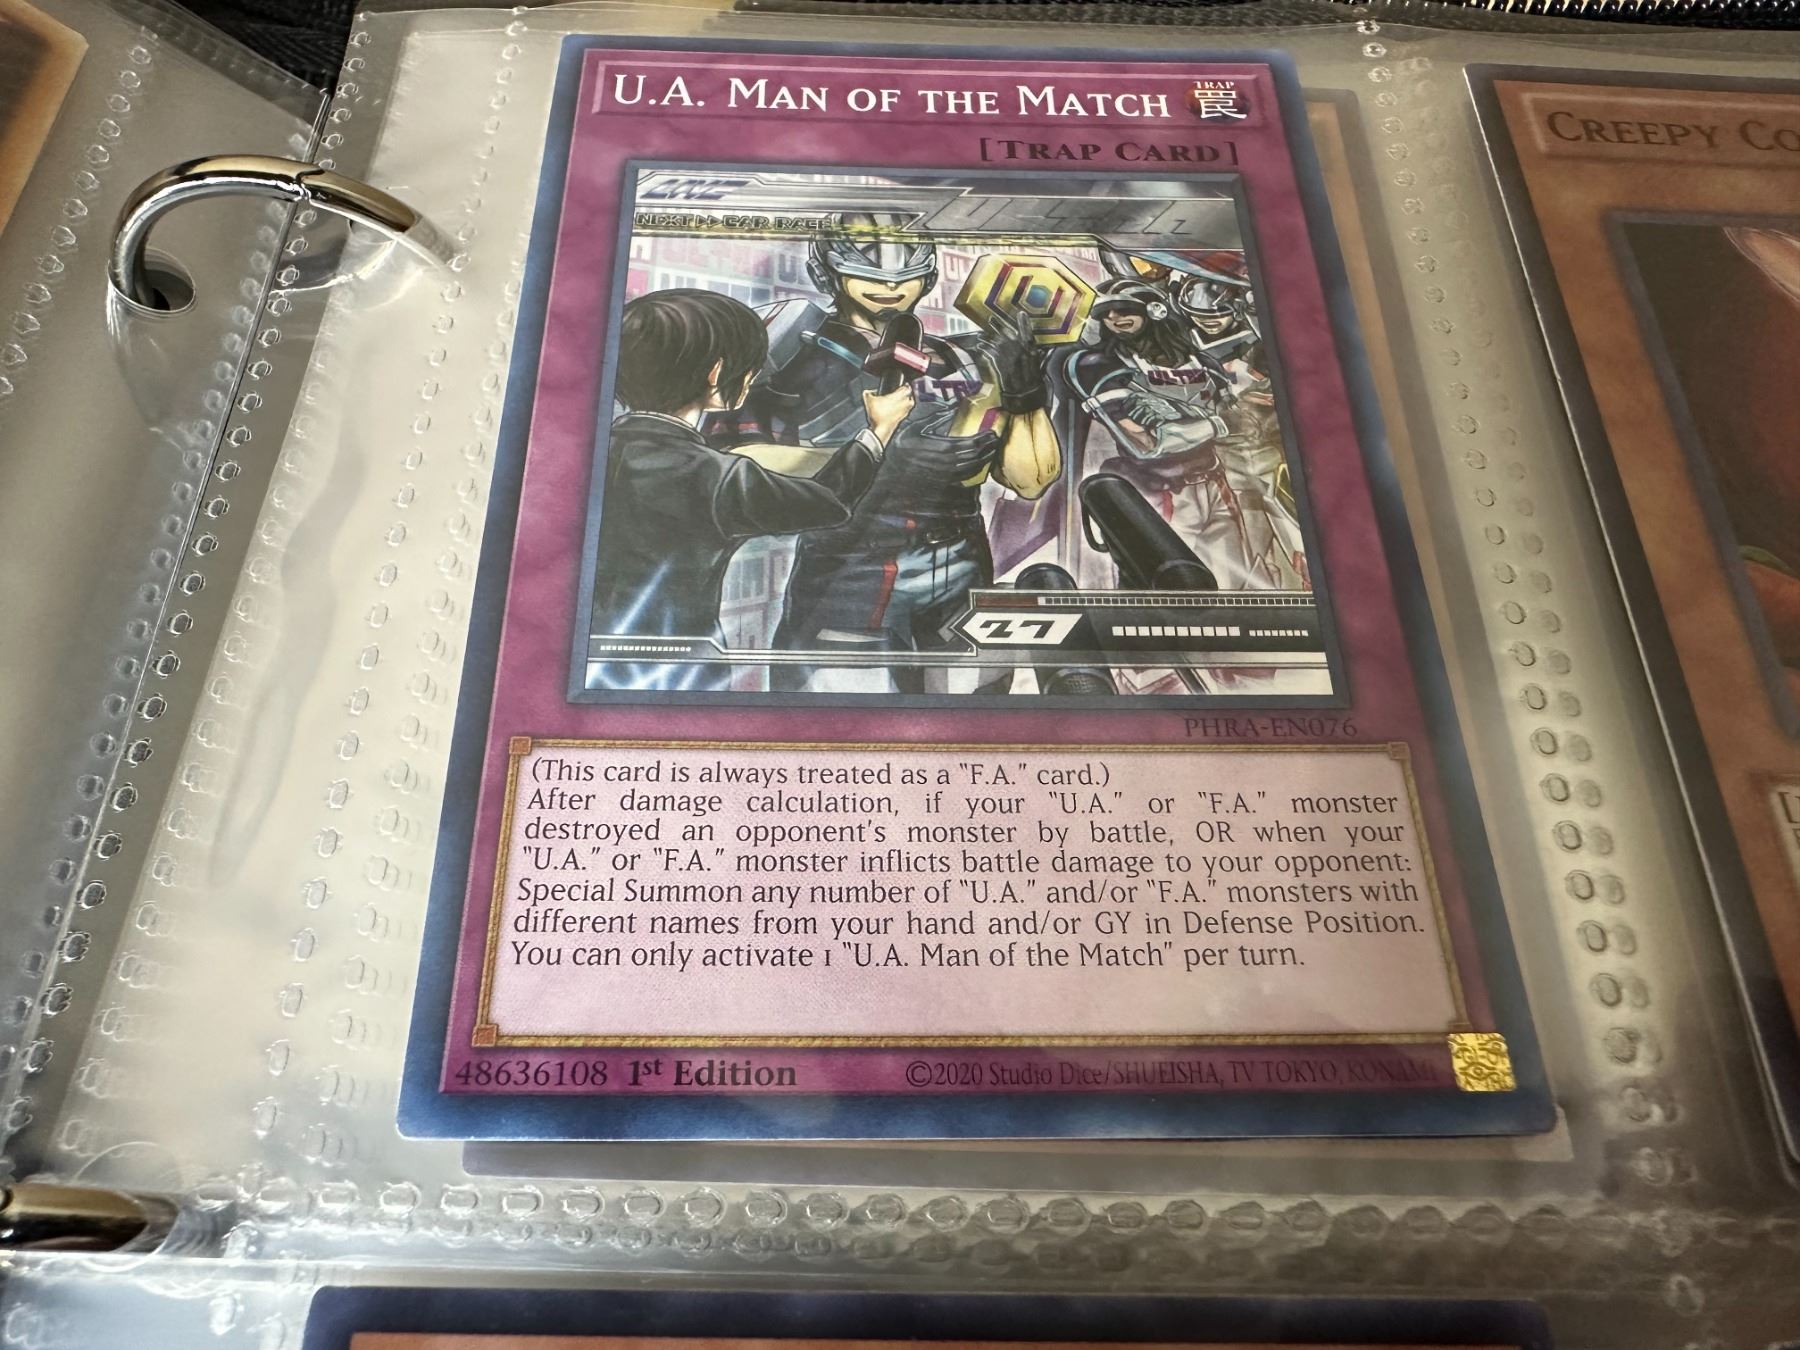 U.A. MAN OF THE MATCH
TRAP
罠
[TRAP CARD]
LIVE
NEXT ▷▷ CAR RACE
ULTRA
27
PHRA-EN076
(This card is always treated as a "F.A." card.)
After damage calculation, if your "U.A." or "F.A." monster
destroyed an opponent's monster by battle, OR when your
"U.A." or "F.A." monster inflicts battle damage to your opponent:
Special Summon any number of "U.A." and/or "F.A." monsters with
different names from your hand and/or GY in Defense Position.
You can only activate 1 "U.A. Man of the Match" per turn.
48636108 1st Edition
©2020 Studio Dice/SHUEISHA, TV TOKYO, KONAMI
CREEPY